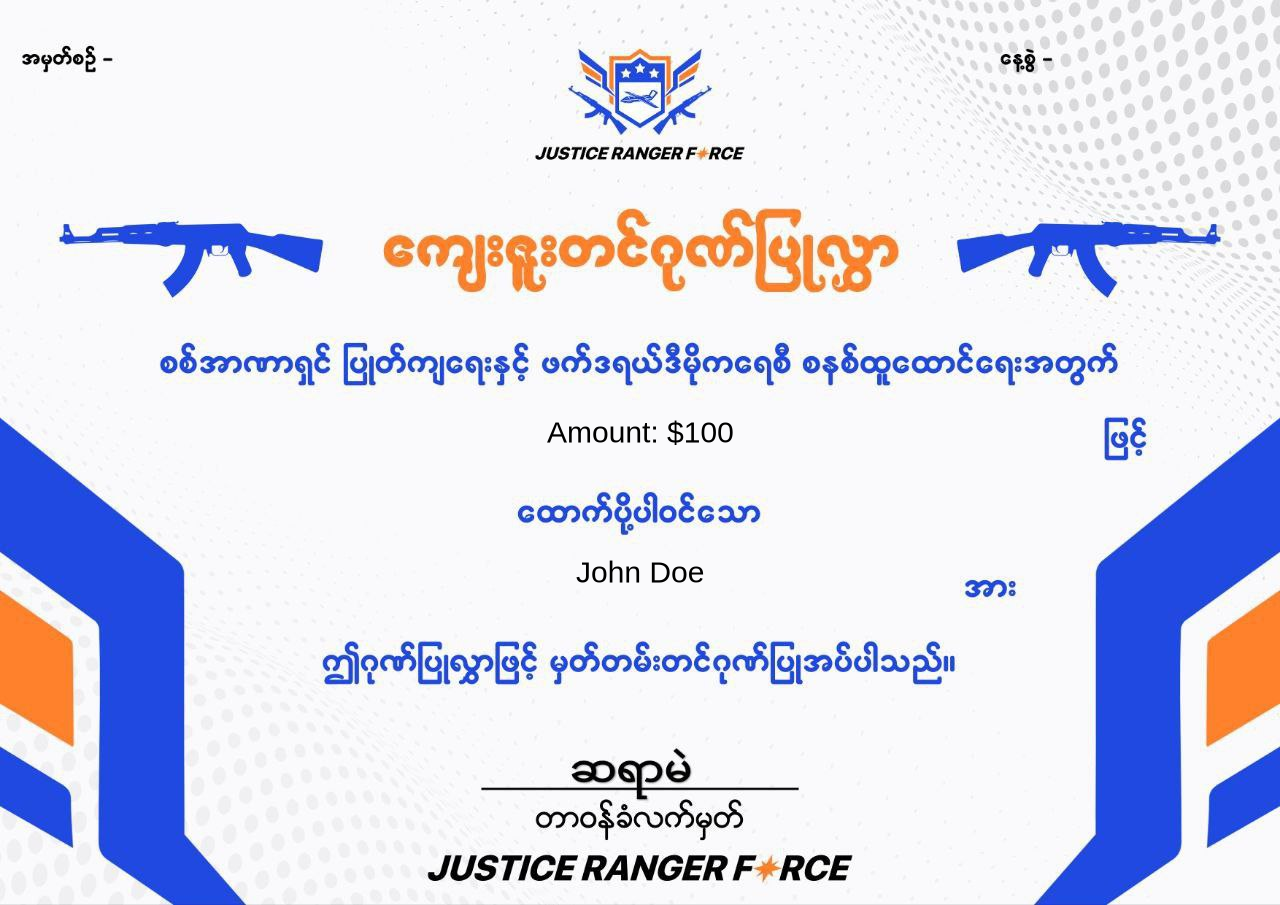 အမှတ်စဉ် –
နေ့စွဲ –
JUSTICE RANGER FORCE
ကျေးဇူးတင်ဂုဏ်ပြုလွှာ
စစ်အာဏာရှင် ပြုတ်ကျရေးနှင့် ဖက်ဒရယ်ဒီမိုကရေစီ စနစ်ထူထောင်ရေးအတွက်
Amount: $100
ဖြင့်
ထောက်ပို့ပါဝင်သော
John Doe
အား
ဤဂုဏ်ပြုလွှာဖြင့် မှတ်တမ်းတင်ဂုဏ်ပြုအပ်ပါသည်။
ဆရာမဲ
တာဝန်ခံလက်မှတ်
JUSTICE RANGER FORCE